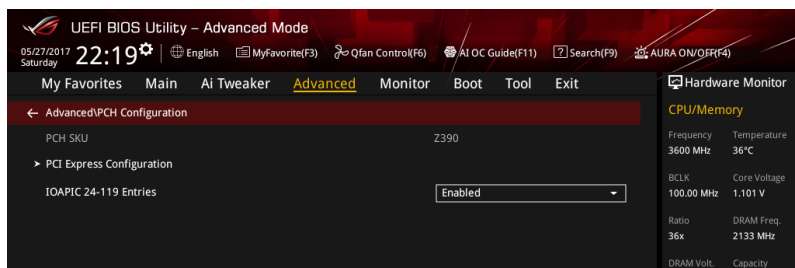 UEFI BIOS Utility – Advanced Mode
05/27/2017 Saturday 22:19 English MyFavorite(F3) Qfan Control(F6) AI OC Guide(F11) Search(F9) AURA ON/OFF(F4)
My Favorites Main Ai Tweaker Advanced Monitor Boot Tool Exit Hardware Monitor
← Advanced\PCH Configuration
CPU/Memory
PCH SKU Z390
Frequency Temperature
3600 MHz 36°C
> PCI Express Configuration
BCLK Core Voltage
IOAPIC 24-119 Entries Enabled
100.00 MHz 1.101 V
Ratio DRAM Freq.
36x 2133 MHz
DRAM Volt. Capacity